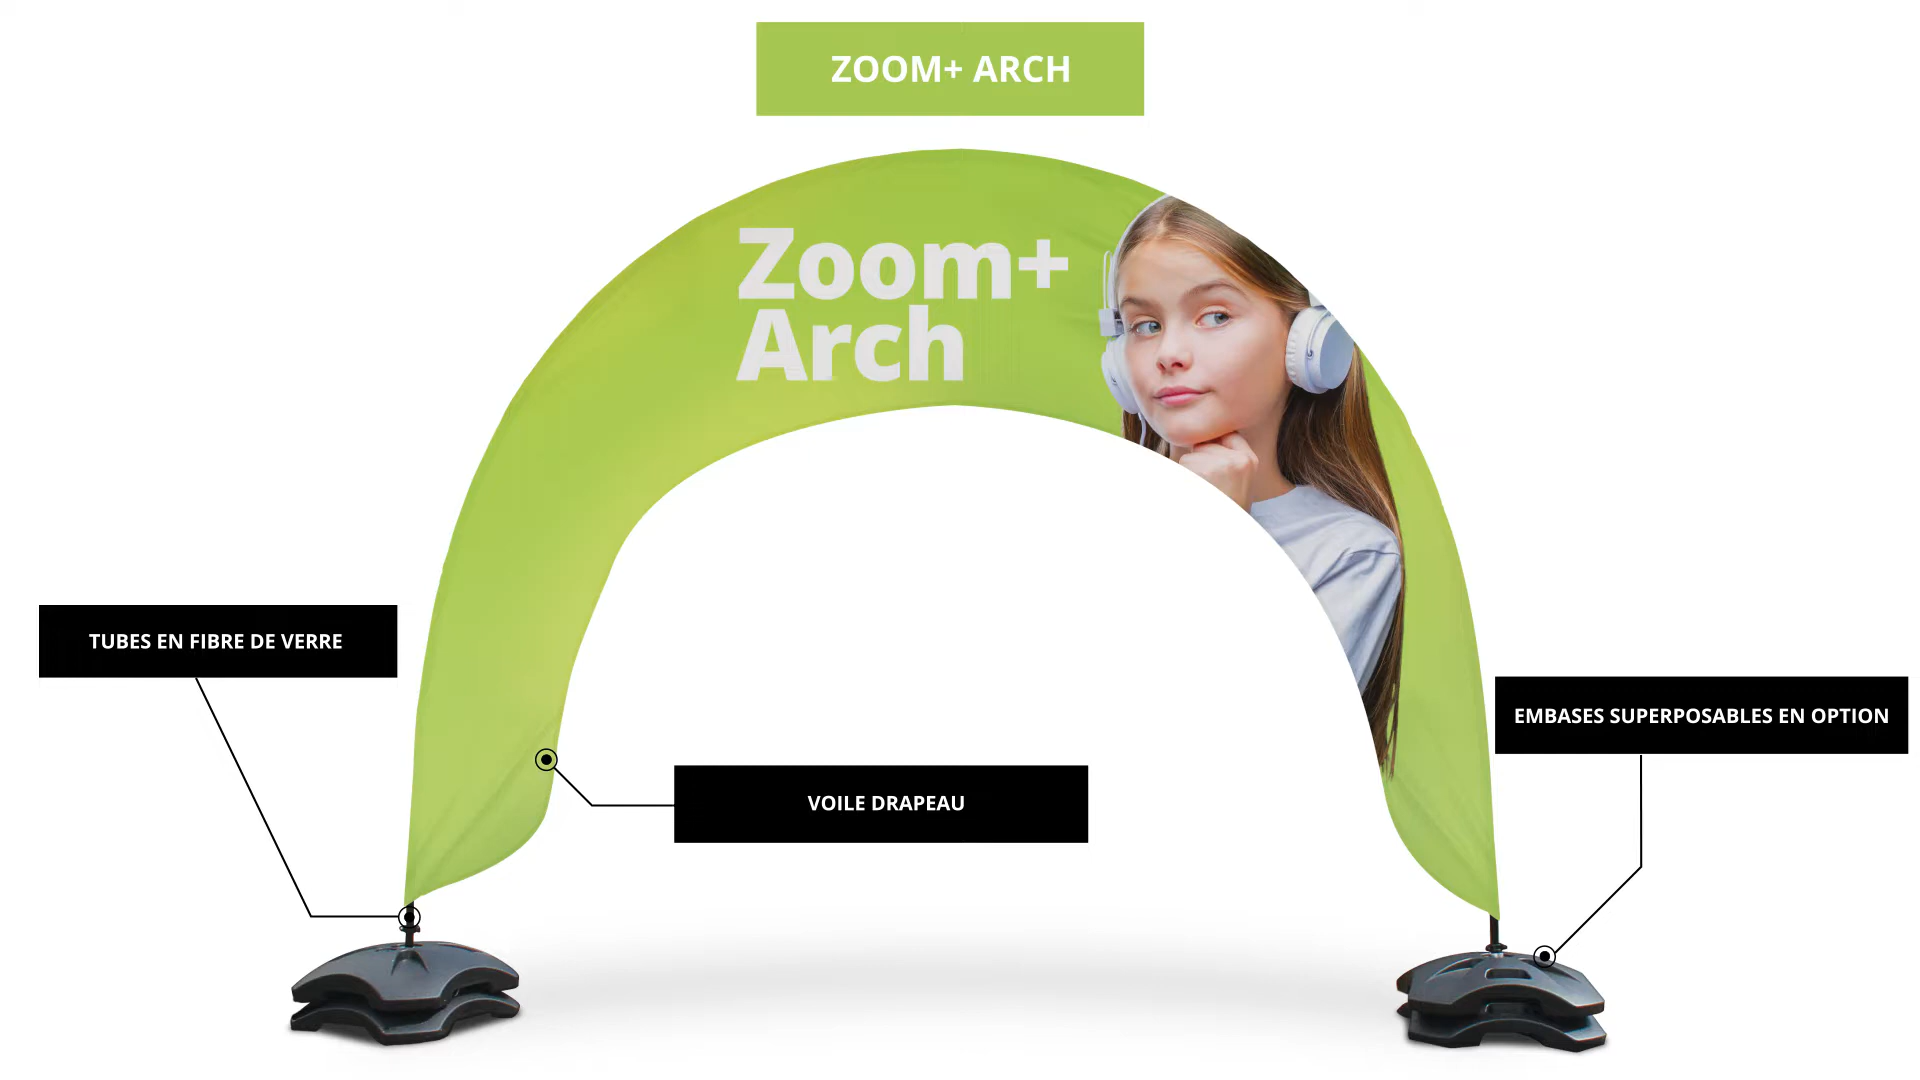 ZOOM+ ARCH
Zoom+
Arch
TUBES EN FIBRE DE VERRE
EMBASES SUPERPOSABLES EN OPTION
VOILE DRAPEAU